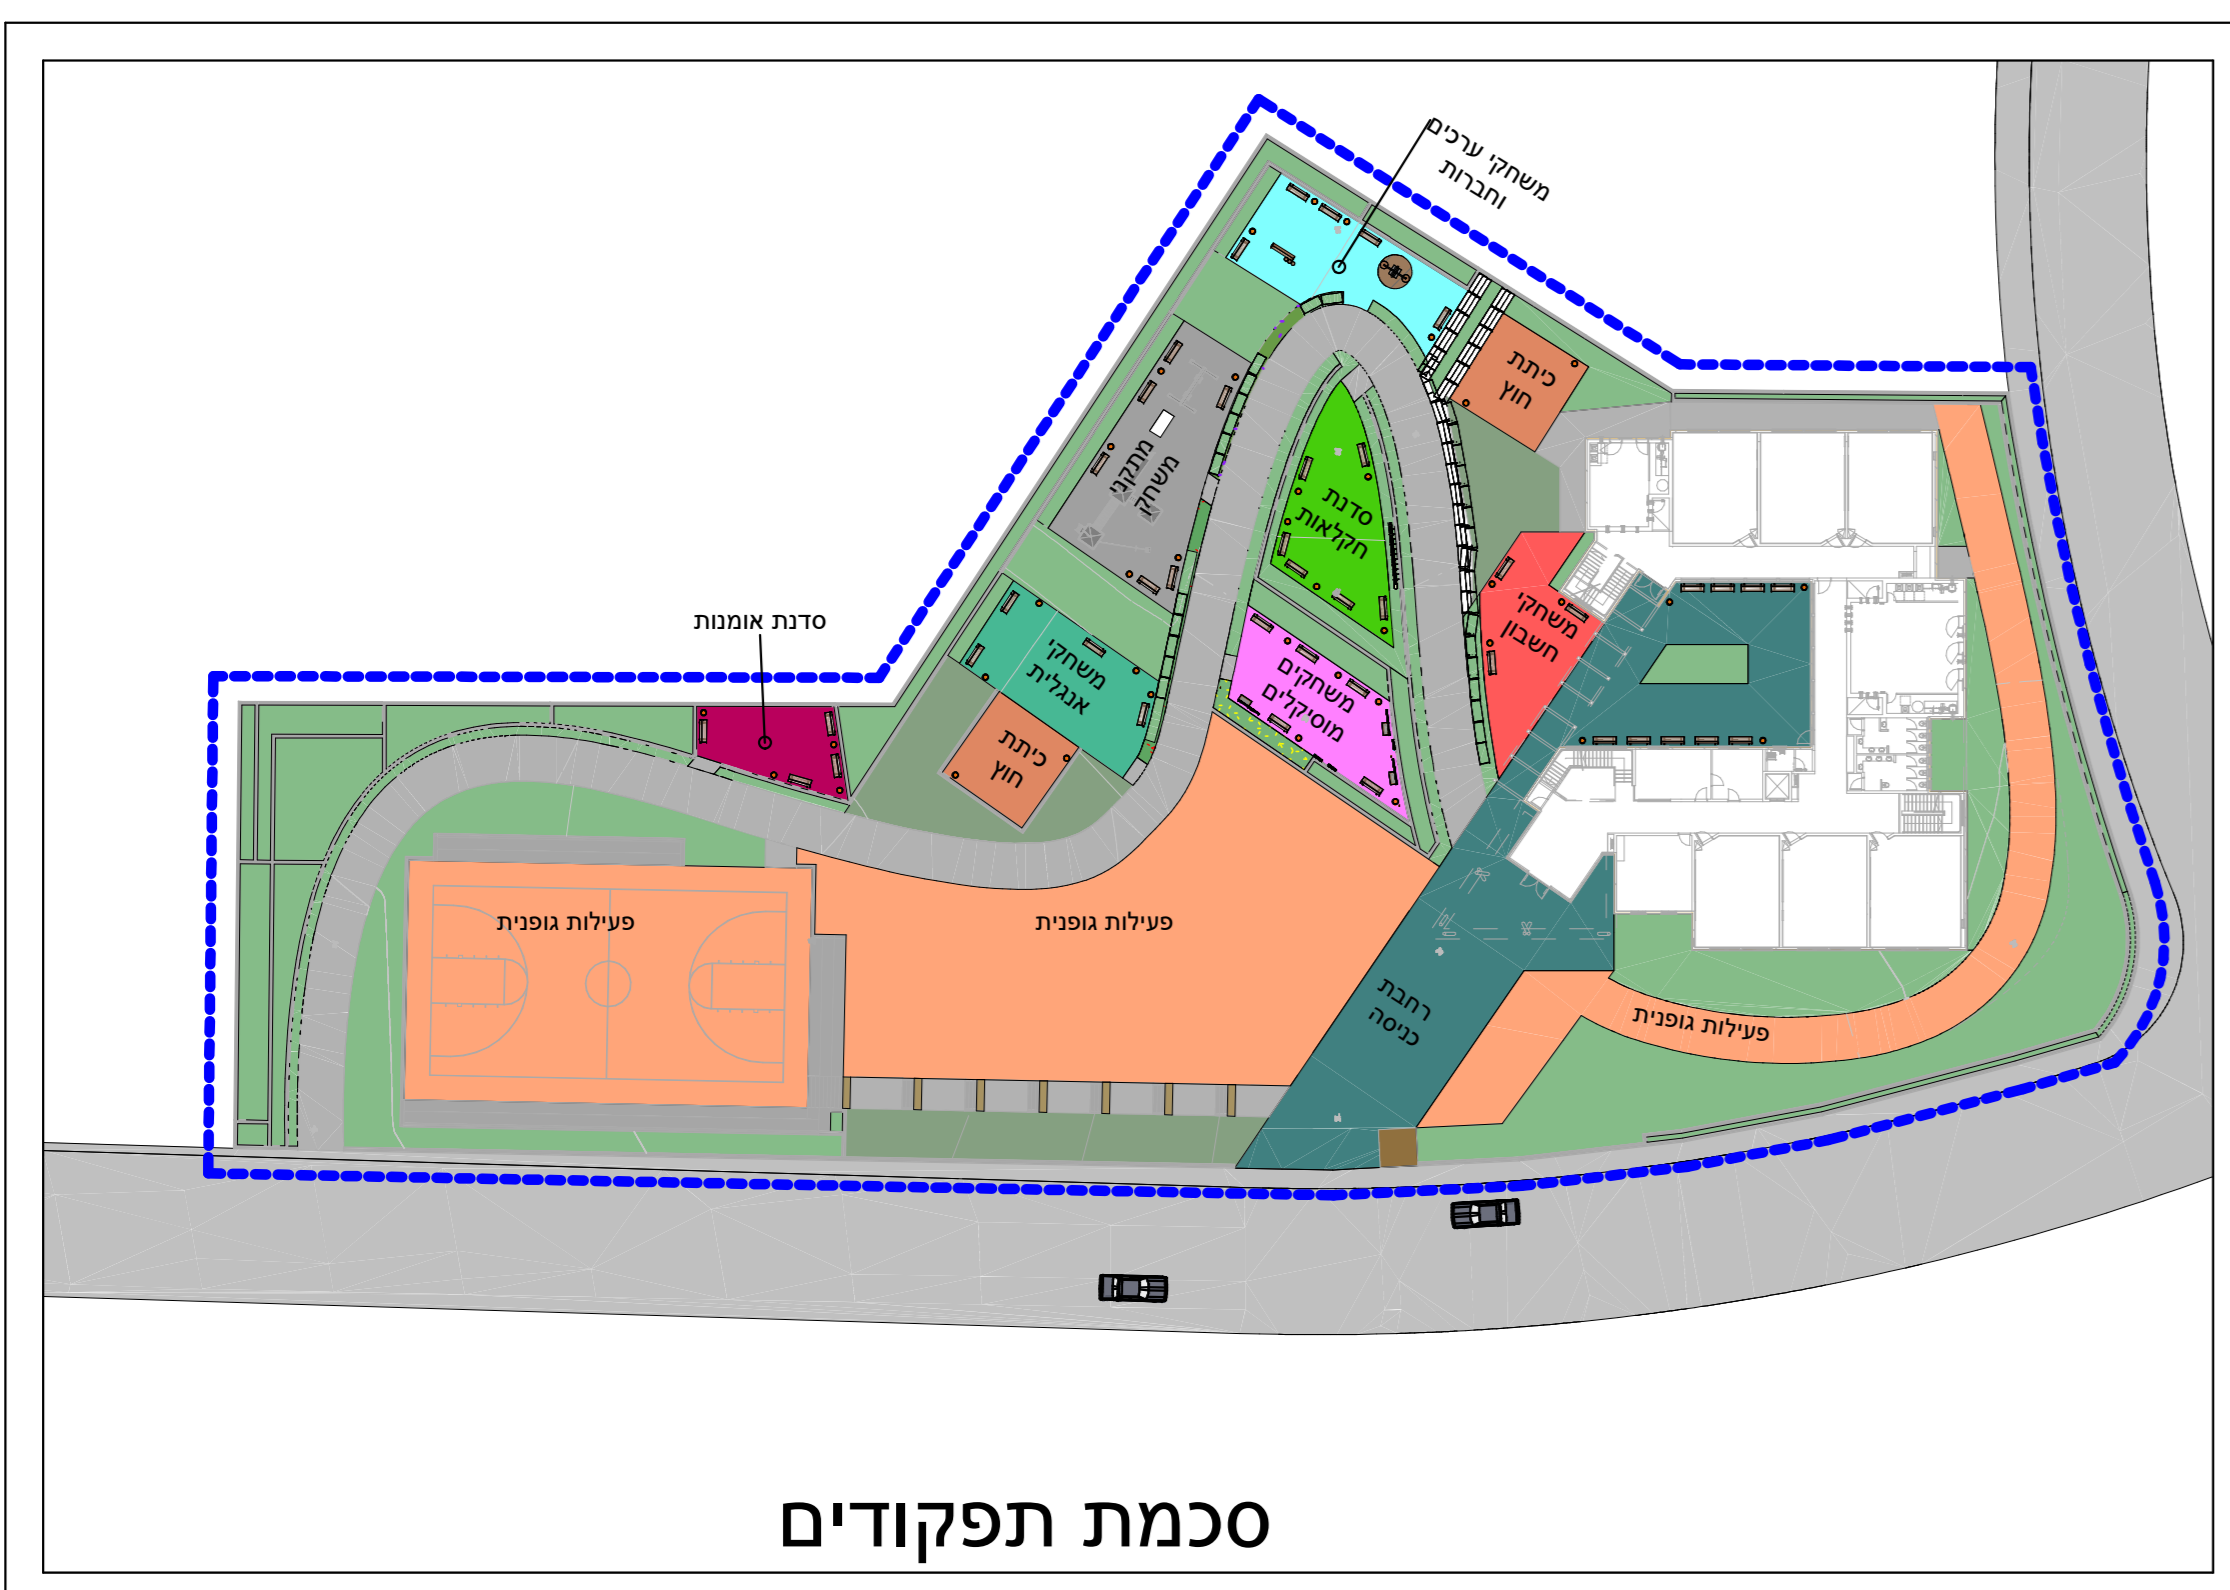 משחקי ערכים
וחברות
כיתת
חוץ
מתקני
משחק
סדנת
חקלאות
משחקי
חשבון
סדנת אומנות
משחקי
אנגלית
משחקים
מוסיקלים
כיתת
חוץ
פעילות גופנית
פעילות גופנית
רחבת
כניסה
פעילות גופנית
סכמת תפקודים